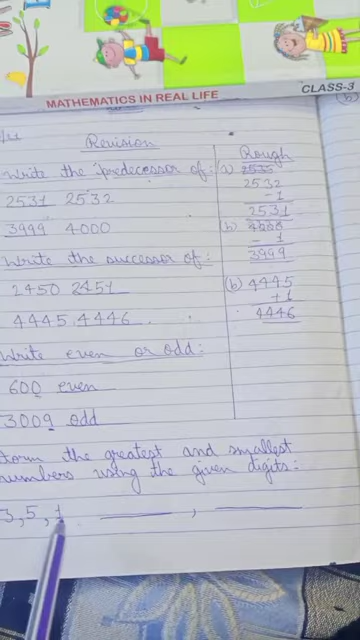 MATHEMATICS IN REAL LIFE
CLASS-3
Revision
Write the predecessor of:
2531 2532
3999 4000
Write the successor of:
2450 2451
4445, 4446
Write even or odd:
600 even
3009 odd
Form the greatest and smallest
numbers using the given digits:
3, 5, 1 ________ , ________
Rough
(a)
2532
-1
2531
(b) 4000
- 1
3999
(b) 4445
+1
4446